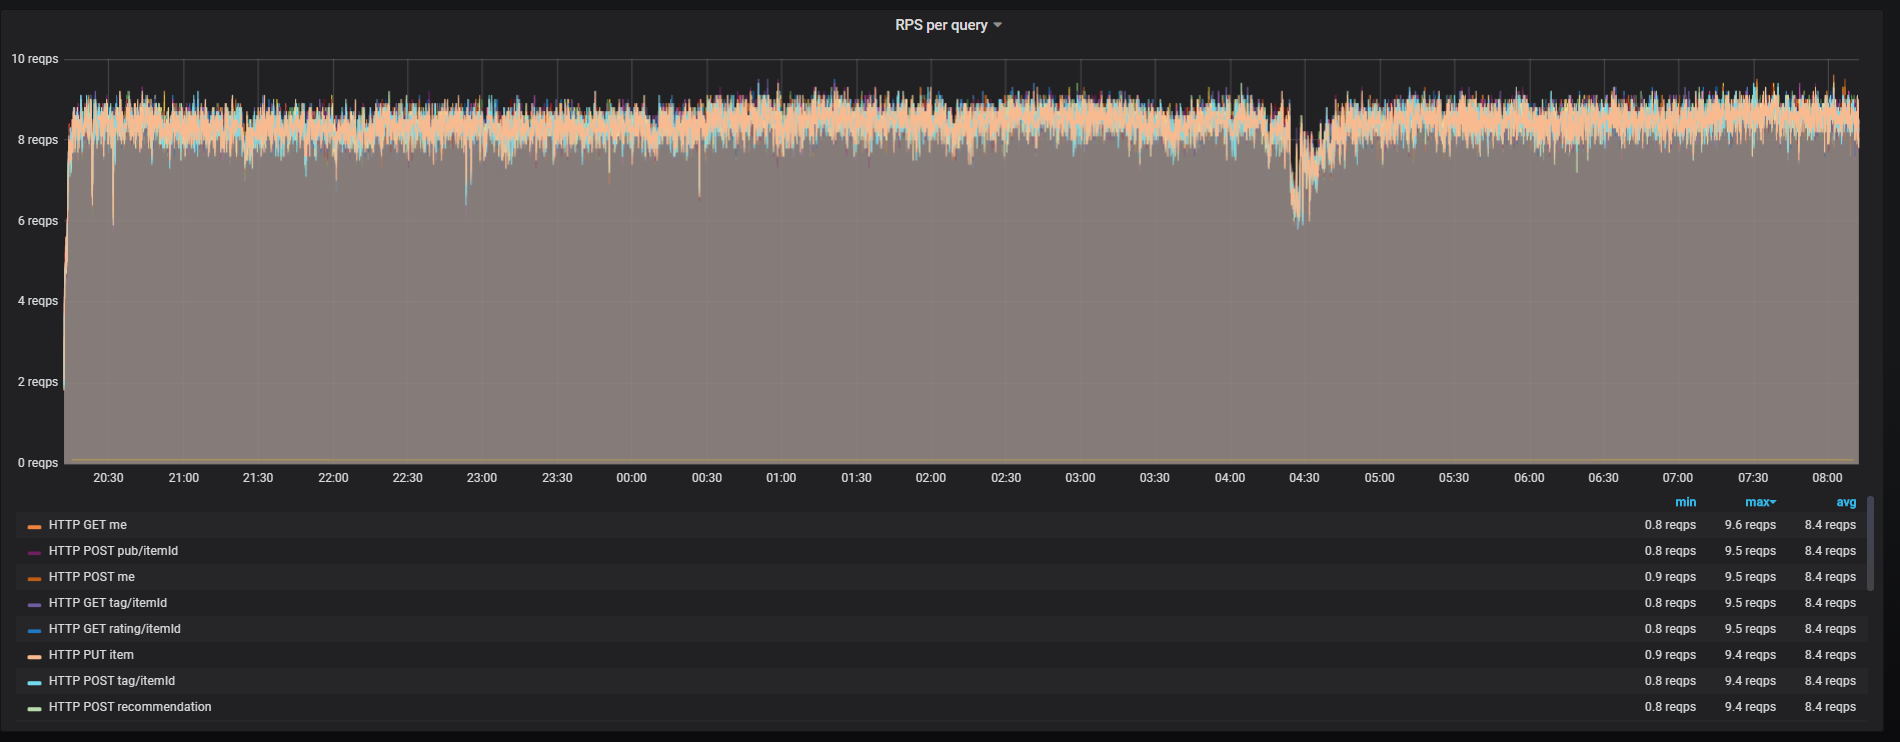 RPS per query
10 reqps
8 reqps
6 reqps
4 reqps
2 reqps
0 reqps
20:30 21:00 21:30 22:00 22:30 23:00 23:30 00:00 00:30 01:00 01:30 02:00 02:30 03:00 03:30 04:00 04:30 05:00 05:30 06:00 06:30 07:00 07:30 08:00
min max avg
HTTP GET me 0.8 reqps 9.6 reqps 8.4 reqps
HTTP POST pub/itemId 0.8 reqps 9.5 reqps 8.4 reqps
HTTP POST me 0.9 reqps 9.5 reqps 8.4 reqps
HTTP GET tag/itemId 0.8 reqps 9.5 reqps 8.4 reqps
HTTP GET rating/itemId 0.8 reqps 9.5 reqps 8.4 reqps
HTTP PUT item 0.9 reqps 9.4 reqps 8.4 reqps
HTTP POST tag/itemId 0.8 reqps 9.4 reqps 8.4 reqps
HTTP POST recommendation 0.8 reqps 9.4 reqps 8.4 reqps